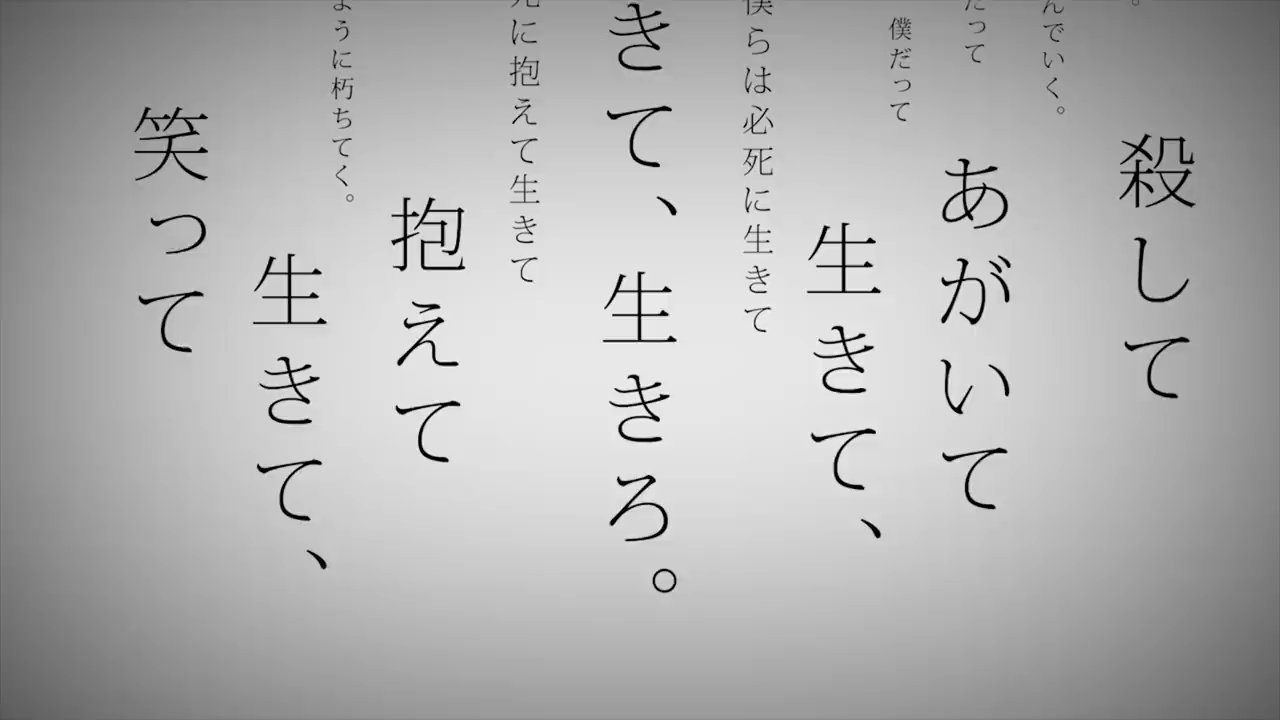 。
殺して
んでいく。
だって
あがいて
僕だって
生きて、
僕らは必死に生きて
きて、生きろ。
死に抱えて生きて
抱えて
ように朽ちてく。
生きて、
笑って